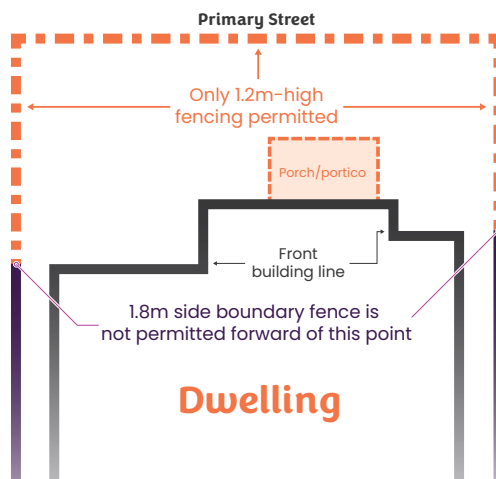 Primary Street
Only 1.2m-high
fencing permitted
Porch/portico
Front
building line
1.8m side boundary fence is
not permitted forward of this point
Dwelling